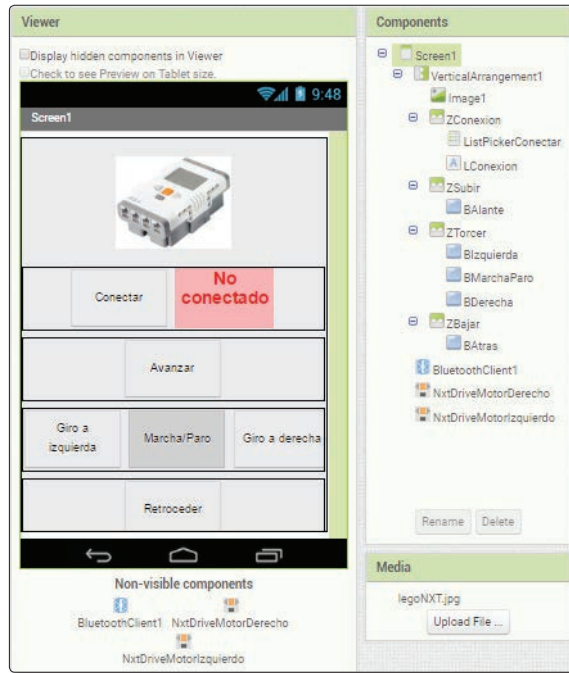 Viewer
Display hidden components in Viewer
Check to see Preview on Tablet size.
9:48
Screen1
Conectar
No
conectado
Avanzar
Giro a
izquierda
Marcha/Paro
Giro a derecha
Retroceder
Non-visible components
BluetoothClient1
NxtDriveMotorDerecho
NxtDriveMotorIzquierdo
Components
Screen1
VerticalArrangement1
Image1
ZConexion
ListPickerConectar
A
LConexion
ZSubir
BAlante
ZTorcer
BIzquierda
BMarchaParo
BDerecha
ZBajar
BAtras
BluetoothClient1
NxtDriveMotorDerecho
NxtDriveMotorIzquierdo
Rename
Delete
Media
legoNXT.jpg
Upload File ...